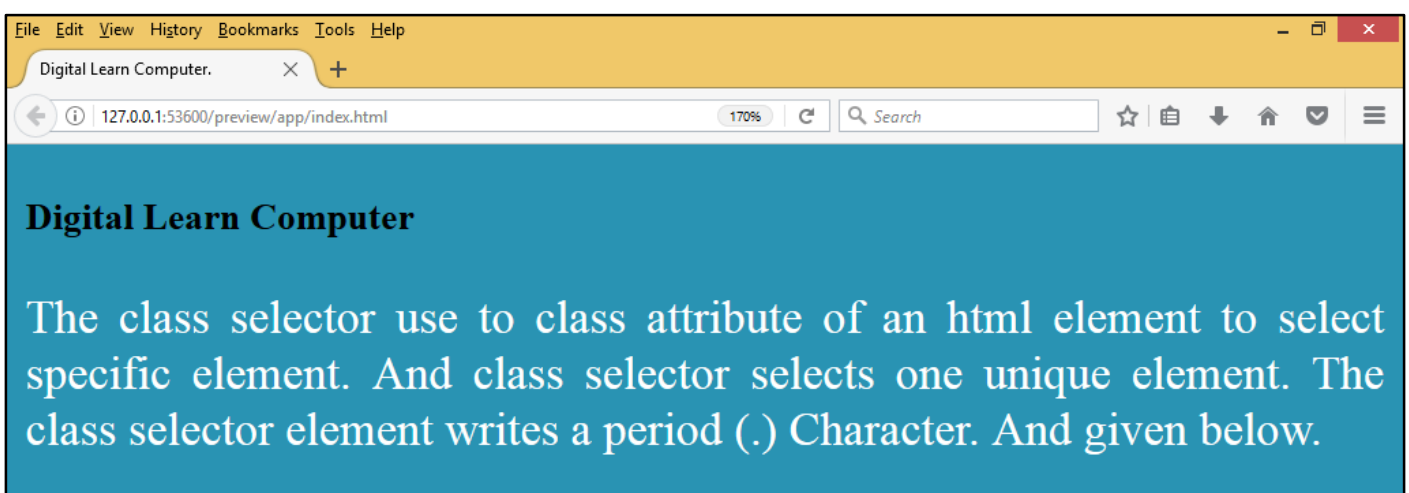 File Edit View History Bookmarks Tools Help
Digital Learn Computer.
127.0.0.1:53600/preview/app/index.html 170% Search
Digital Learn Computer
The class selector use to class attribute of an html element to select
specific element. And class selector selects one unique element. The
class selector element writes a period (.) Character. And given below.